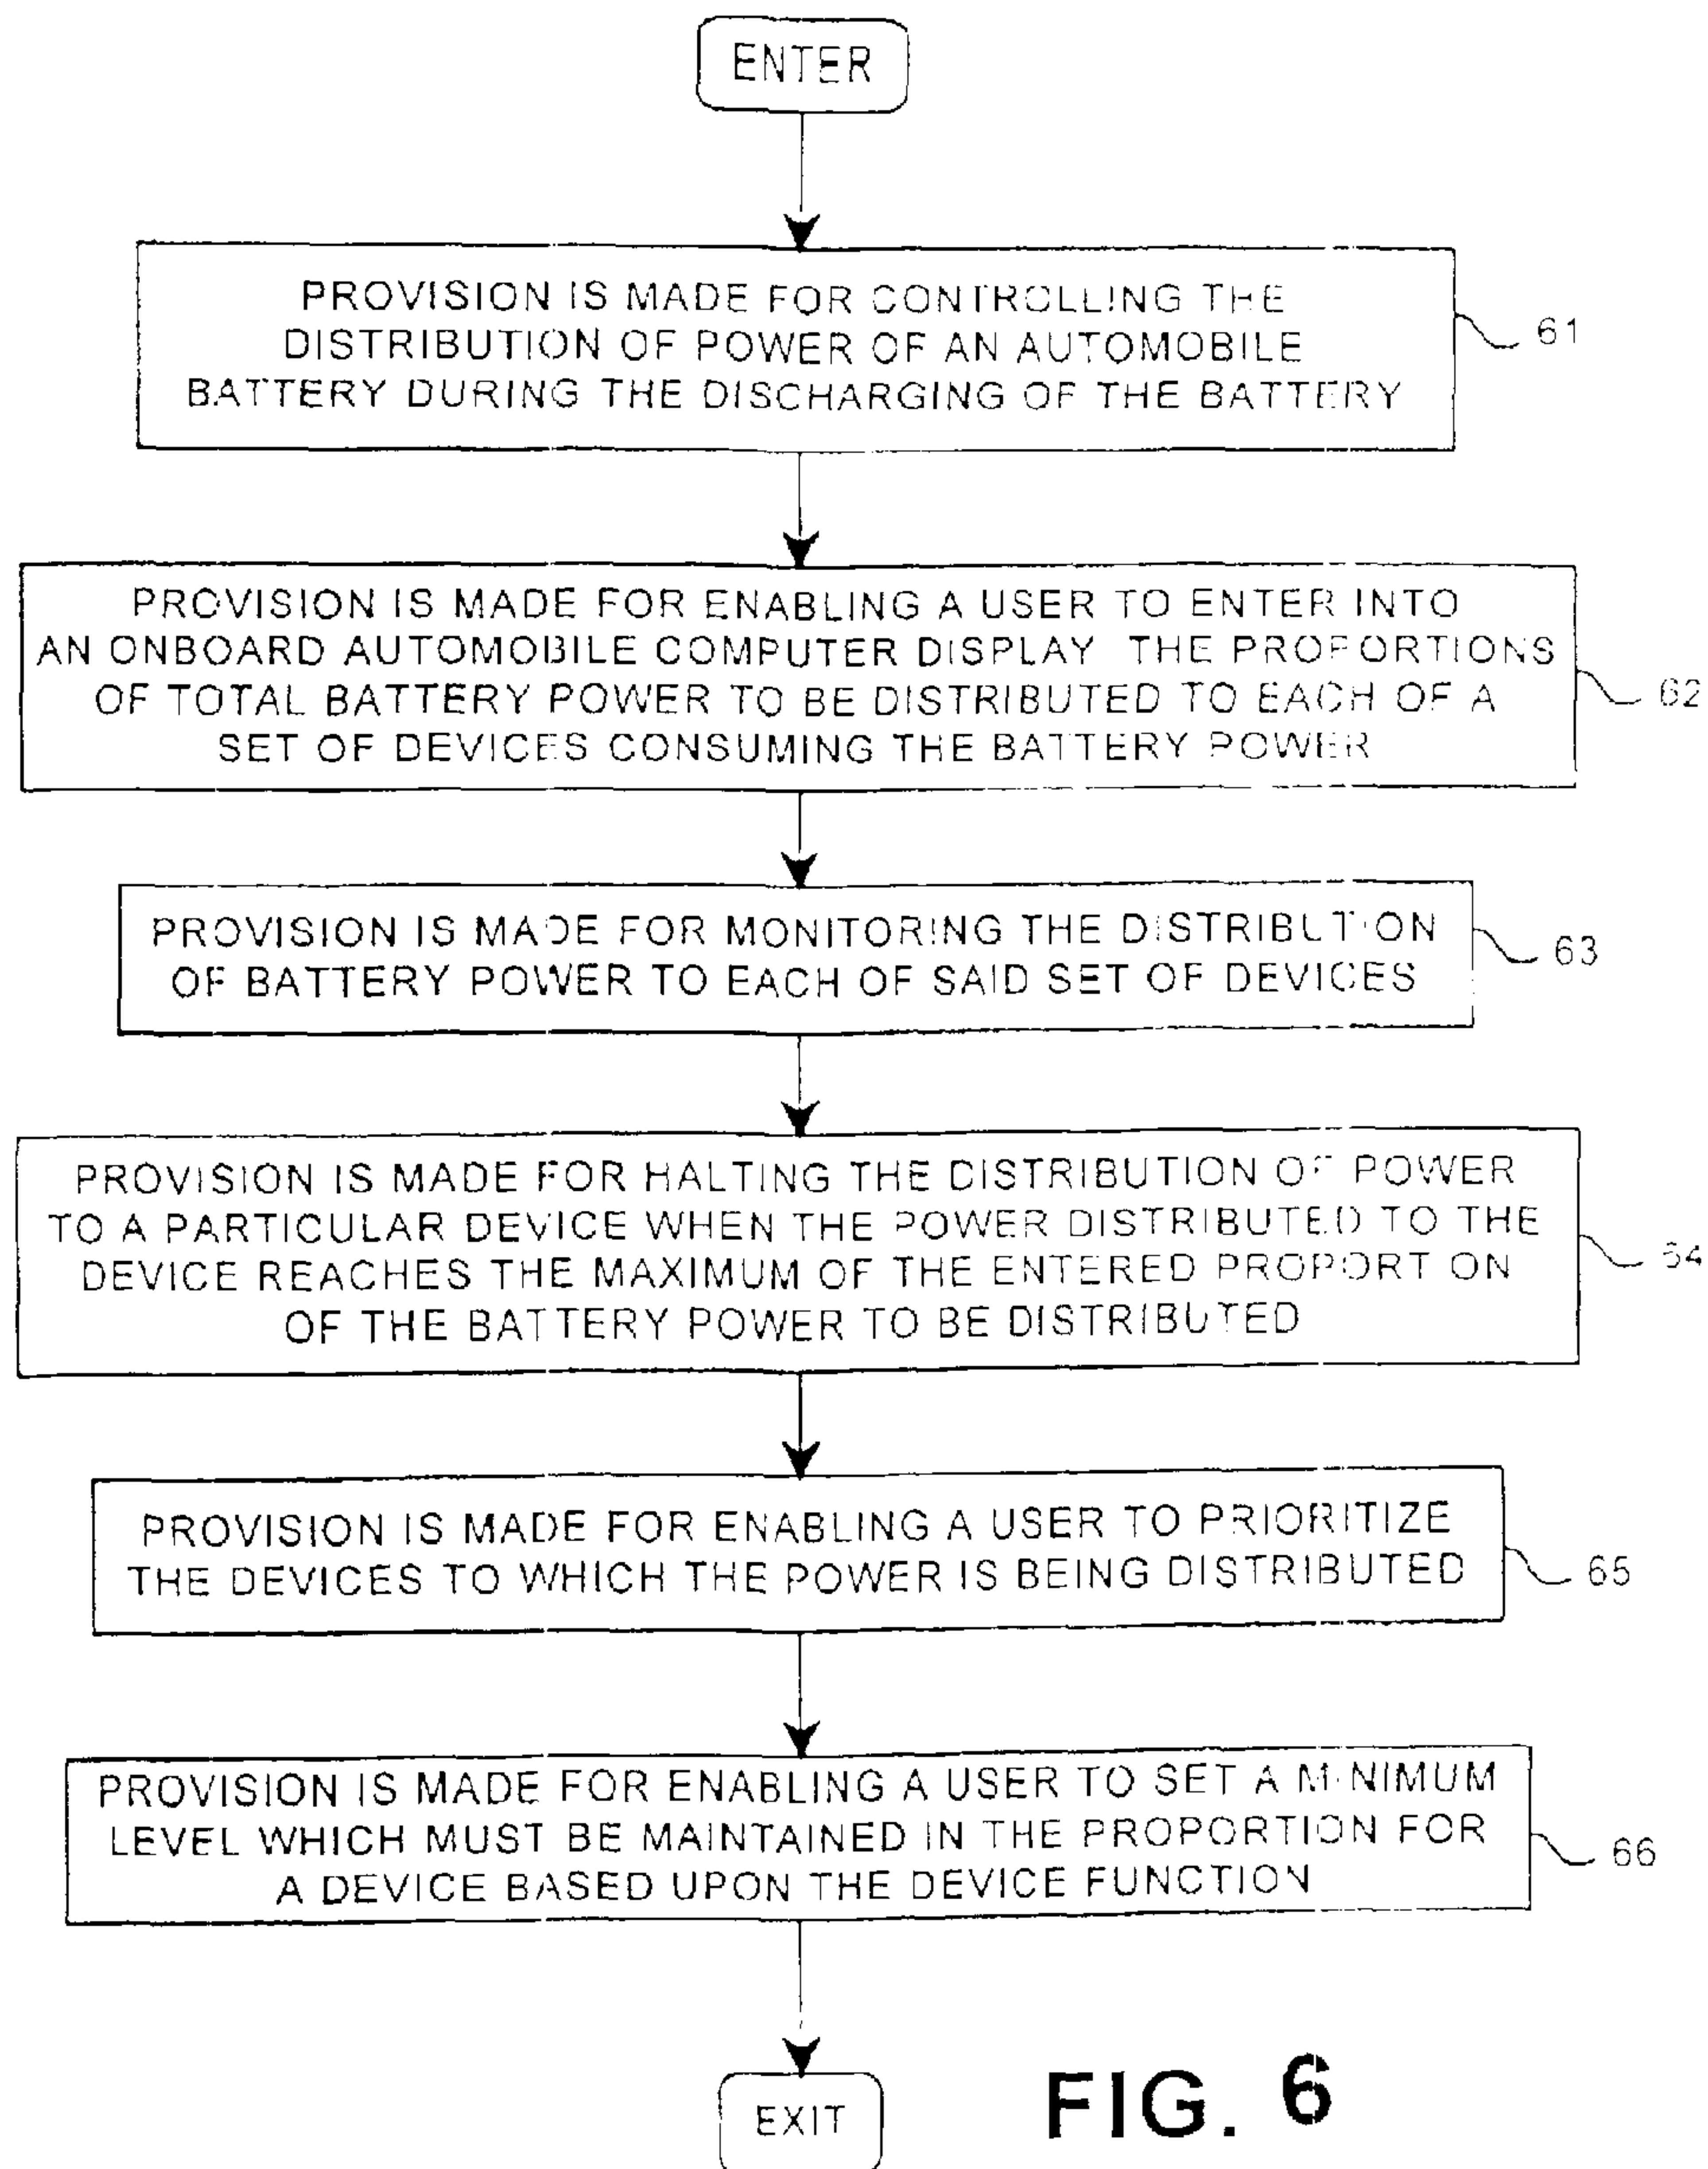 ENTER
PROVISION IS MADE FOR CONTROLLING THE
DISTRIBUTION OF POWER OF AN AUTOMOBILE
BATTERY DURING THE DISCHARGING OF THE BATTERY
61
PROVISION IS MADE FOR ENABLING A USER TO ENTER INTO
AN ONBOARD AUTOMOBILE COMPUTER DISPLAY THE PROPORTIONS
OF TOTAL BATTERY POWER TO BE DISTRIBUTED TO EACH OF A
SET OF DEVICES CONSUMING THE BATTERY POWER
62
PROVISION IS MADE FOR MONITORING THE DISTRIBUTION
OF BATTERY POWER TO EACH OF SAID SET OF DEVICES
63
PROVISION IS MADE FOR HALTING THE DISTRIBUTION OF POWER
TO A PARTICULAR DEVICE WHEN THE POWER DISTRIBUTED TO THE
DEVICE REACHES THE MAXIMUM OF THE ENTERED PROPORTION
OF THE BATTERY POWER TO BE DISTRIBUTED
64
PROVISION IS MADE FOR ENABLING A USER TO PRIORITIZE
THE DEVICES TO WHICH THE POWER IS BEING DISTRIBUTED
65
PROVISION IS MADE FOR ENABLING A USER TO SET A MINIMUM
LEVEL WHICH MUST BE MAINTAINED IN THE PROPORTION FOR
A DEVICE BASED UPON THE DEVICE FUNCTION
66
EXIT
FIG. 6